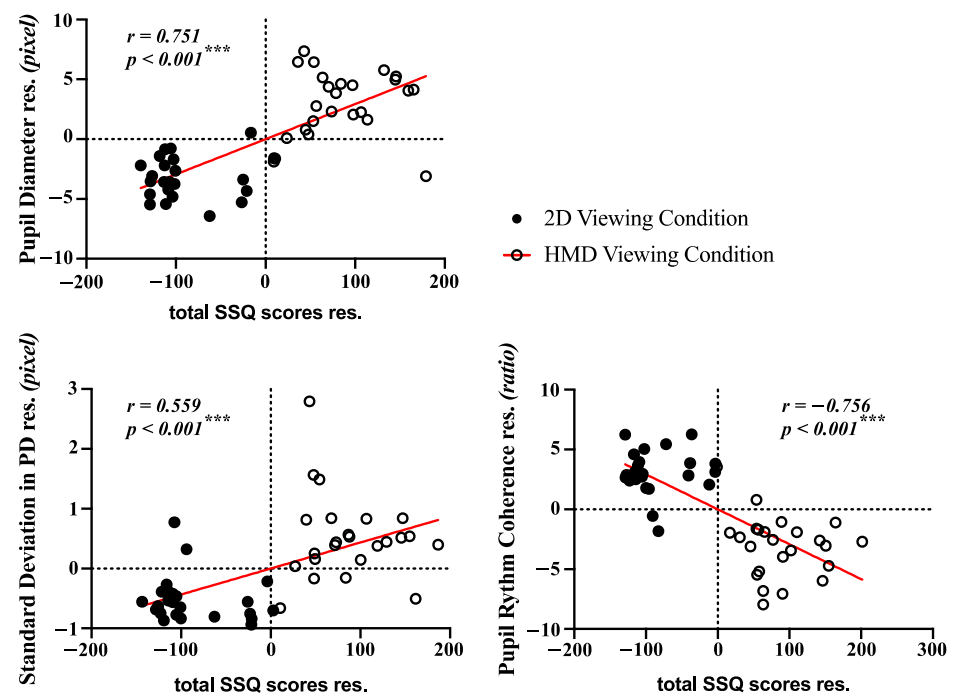 Pupil Diameter res. (pixel)
10
5
0
−5
−10
r = 0.751
p < 0.001***
−200
−100
0
100
200
total SSQ scores res.
2D Viewing Condition
HMD Viewing Condition
Standard Deviation in PD res. (pixel)
3
2
1
0
−1
r = 0.559
p < 0.001***
−200
−100
0
100
200
total SSQ scores res.
Pupil Rythm Coherence res. (ratio)
10
5
0
−5
−10
r = −0.756
p < 0.001***
−200
−100
0
100
200
300
total SSQ scores res.